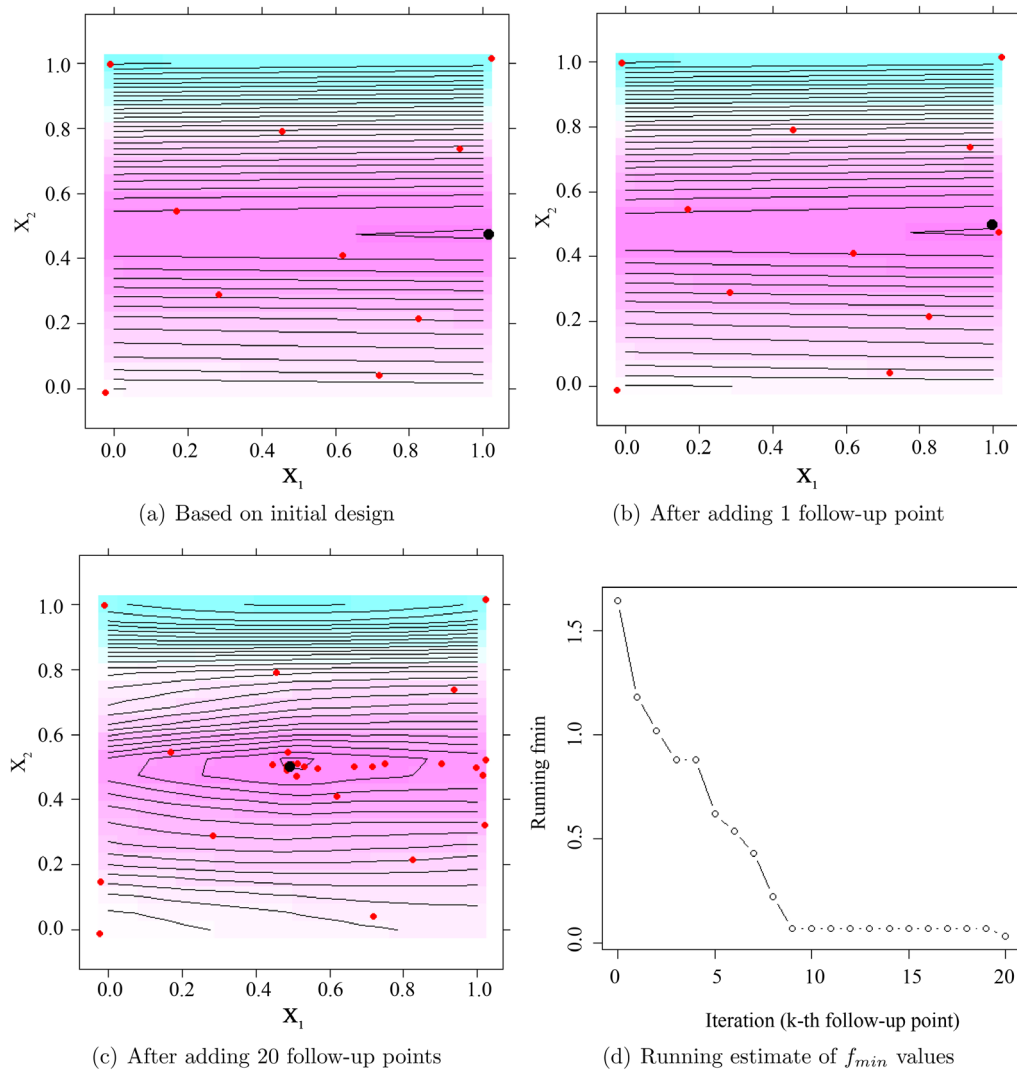 1.0
0.8
0.6
X2
0.4
0.2
0.0
0.0 0.2 0.4 0.6 0.8 1.0
X1
(a) Based on initial design
1.0
0.8
0.6
X2
0.4
0.2
0.0
0.0 0.2 0.4 0.6 0.8 1.0
X1
(b) After adding 1 follow-up point
1.0
0.8
0.6
X2
0.4
0.2
0.0
0.0 0.2 0.4 0.6 0.8 1.0
X1
(c) After adding 20 follow-up points
1.5
1.0
Running fmin
0.5
0.0
0 5 10 15 20
Iteration (k-th follow-up point)
(d) Running estimate of fmin values